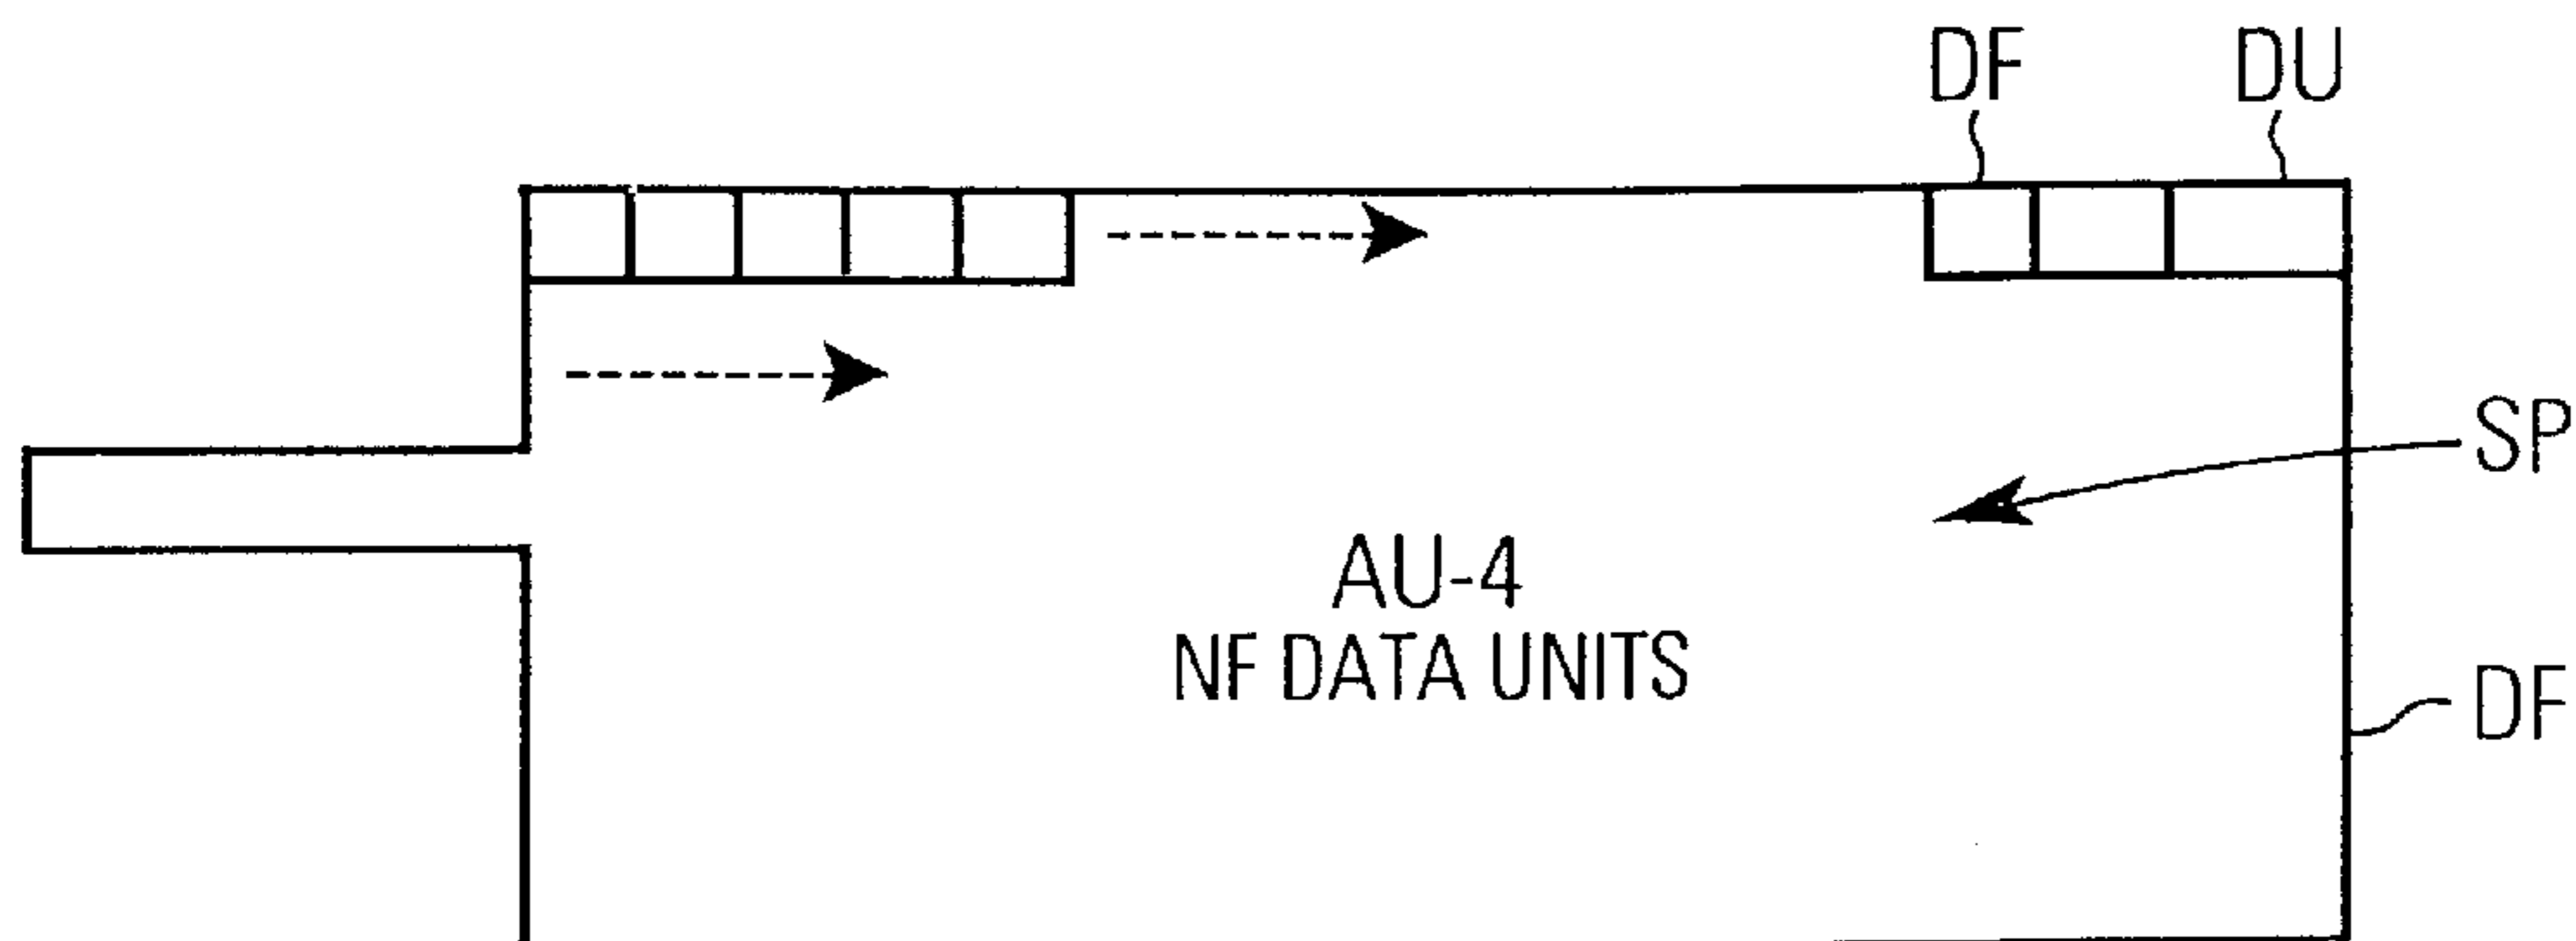 DF DU
SP
AU-4
NF DATA UNITS
DF